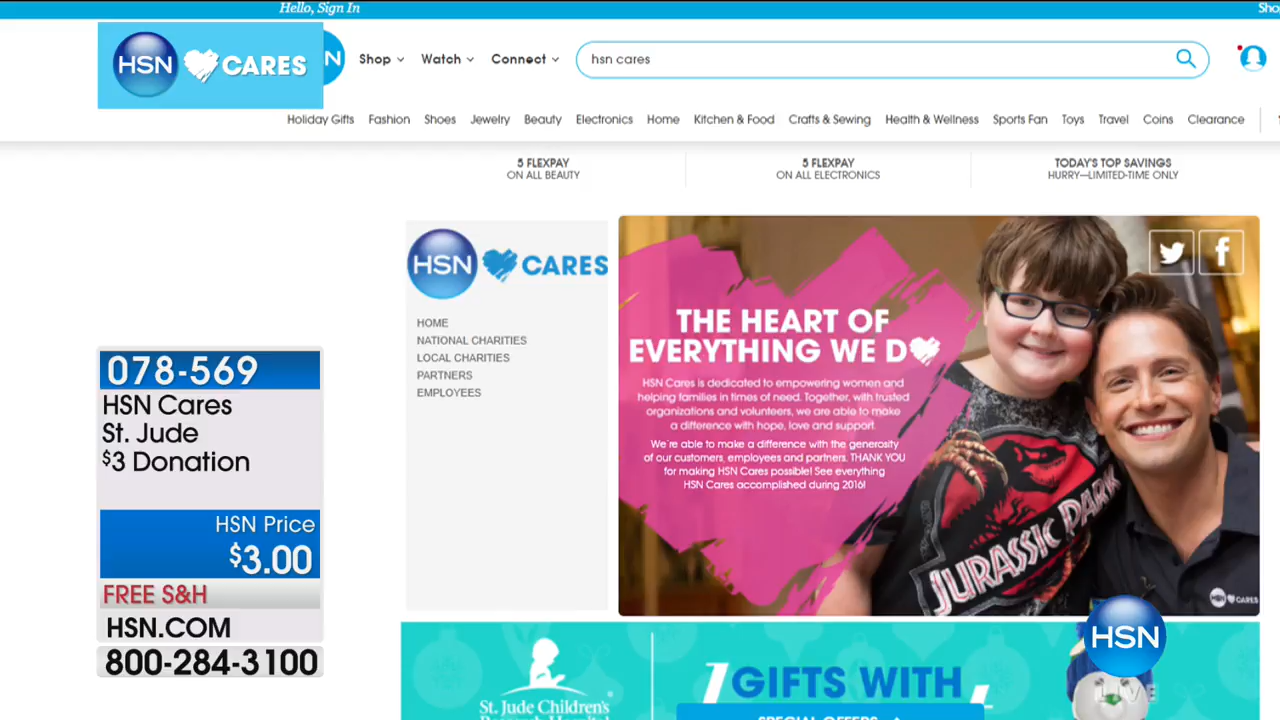 Hello, Sign In
HSN CARES
Shop
Watch
Connect
hsn cares
Holiday Gifts
Fashion
Shoes
Jewelry
Beauty
Electronics
Home
Kitchen & Food
Crafts & Sewing
Health & Wellness
Sports Fan
Toys
Travel
Coins
Clearance
5 FLEXPAY
ON ALL BEAUTY
5 FLEXPAY
ON ALL ELECTRONICS
TODAY'S TOP SAVINGS
HURRY—LIMITED-TIME ONLY
HSN CARES
HOME
NATIONAL CHARITIES
LOCAL CHARITIES
PARTNERS
EMPLOYEES
THE HEART OF
EVERYTHING WE D
HSN Cares is dedicated to empowering women and
helping families in times of need. Together, with trusted
organizations and volunteers, we are able to make
a difference with hope, love and support.
We're able to make a difference with the generosity
of our customers, employees and partners. THANK YOU
for making HSN Cares possible! See everything
HSN Cares accomplished during 2016!
JURASSIC PARK
HSN CARES
078-569
HSN Cares
St. Jude
$3 Donation
HSN Price
$3.00
FREE S&H
HSN.COM
800-284-3100
St. Jude Children's
GIFTS WITH
HSN
LIVE